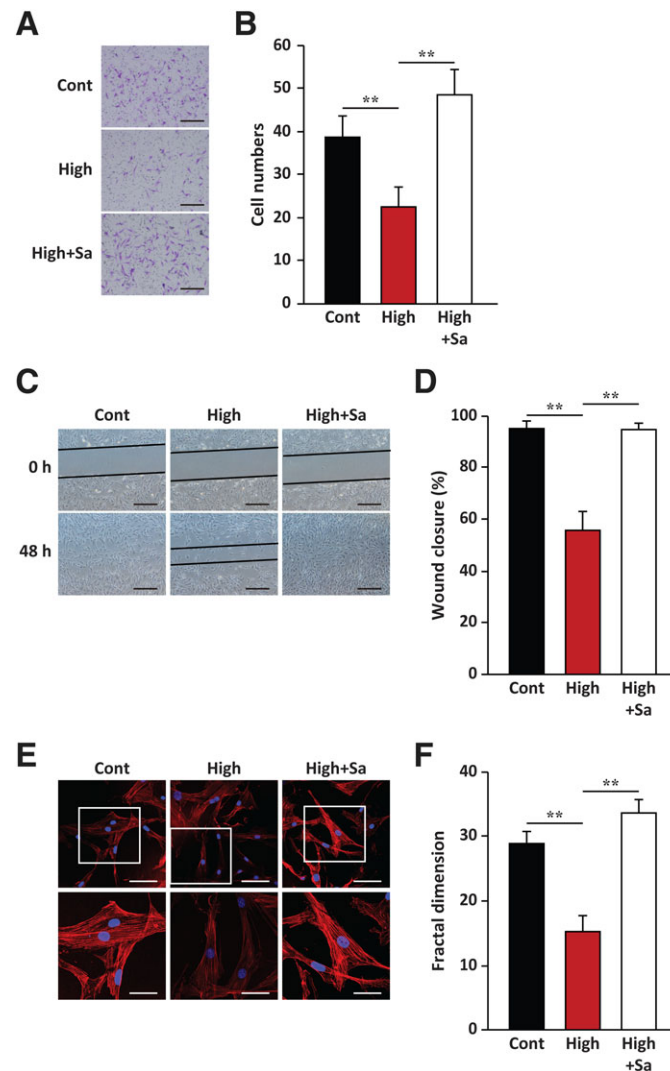 A
Cont
High
High+Sa
B
Cell numbers
60
50
40
30
20
10
0
**
**
Cont
High
High
+Sa
C
Cont
High
High+Sa
0 h
48 h
D
Wound closure (%)
100
80
60
40
20
0
**
**
Cont
High
High
+Sa
E
Cont
High
High+Sa
F
Fractal dimension
40
30
20
10
0
**
**
Cont
High
High
+Sa